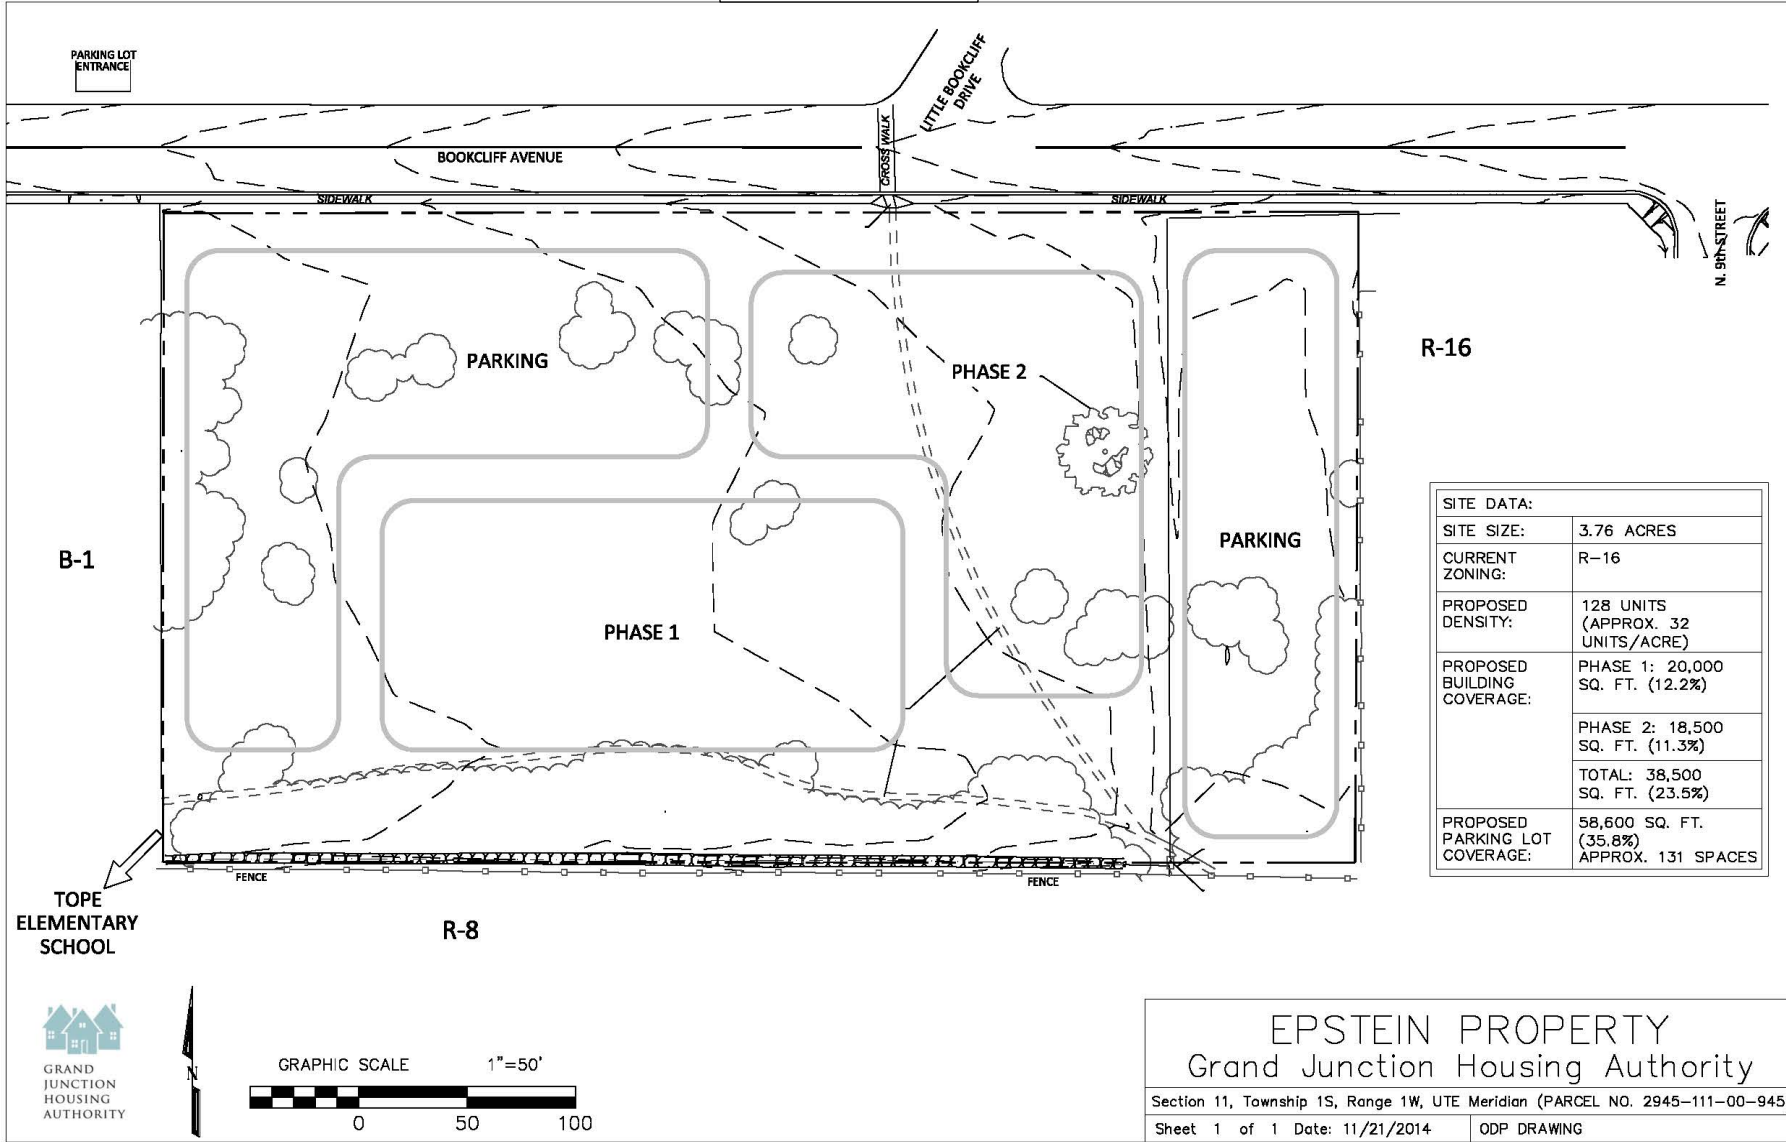 PARKING LOT
ENTRANCE
LITTLE BOOKCLIFF
DRIVE
CROSS WALK
BOOKCLIFF AVENUE
SIDEWALK
SIDEWALK
N. 9th STREET
PARKING
PHASE 2
R-16
PARKING
B-1
PHASE 1
SITE DATA:
SITE SIZE: 3.76 ACRES
CURRENT R-16
ZONING:
PROPOSED 128 UNITS
DENSITY: (APPROX. 32
UNITS/ACRE)
PROPOSED PHASE 1: 20,000
BUILDING SQ. FT. (12.2%)
COVERAGE:
PHASE 2: 18,500
SQ. FT. (11.3%)
TOTAL: 38,500
SQ. FT. (23.5%)
PROPOSED 58,600 SQ. FT.
PARKING LOT (35.8%)
COVERAGE: APPROX. 131 SPACES
FENCE
FENCE
TOPE
ELEMENTARY
SCHOOL
R-8
GRAND
JUNCTION
HOUSING
AUTHORITY
N
GRAPHIC SCALE 1"=50'
0 50 100
EPSTEIN PROPERTY
Grand Junction Housing Authority
Section 11, Township 1S, Range 1W, UTE Meridian (PARCEL NO. 2945-111-00-945
Sheet 1 of 1 Date: 11/21/2014 ODP DRAWING